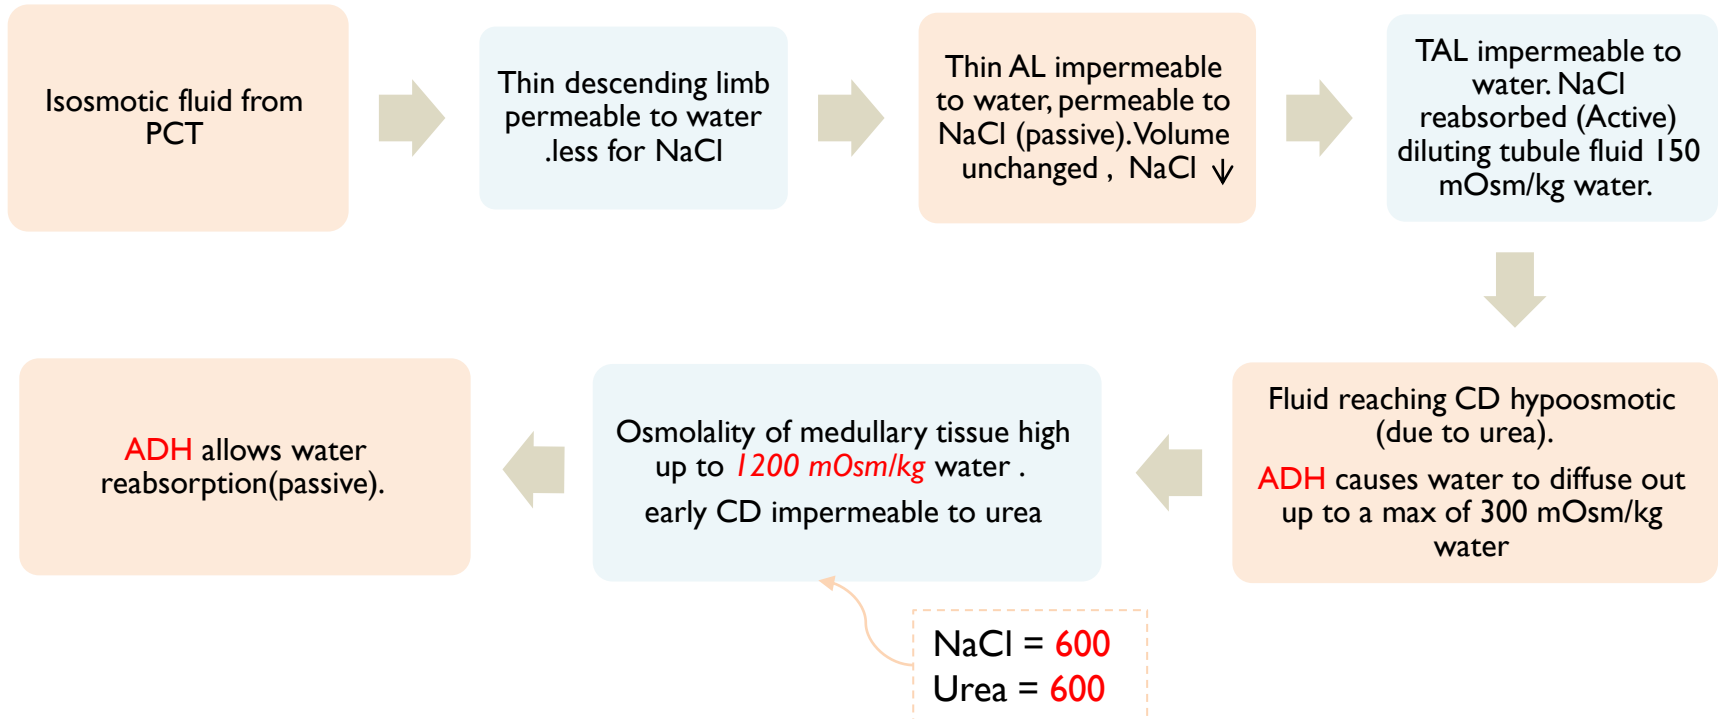 Isosmotic fluid from
PCT
Thin descending limb
permeable to water
.less for NaCl
Thin AL impermeable
to water, permeable to
NaCl (passive). Volume
unchanged , NaCl ↓
TAL impermeable to
water. NaCl
reabsorbed (Active)
diluting tubule fluid 150
mOsm/kg water.
Fluid reaching CD hypoosmotic
(due to urea).
ADH causes water to diffuse out
up to a max of 300 mOsm/kg
water
Osmolality of medullary tissue high
up to 1200 mOsm/kg water .
early CD impermeable to urea
ADH allows water
reabsorption(passive).
NaCl = 600
Urea = 600